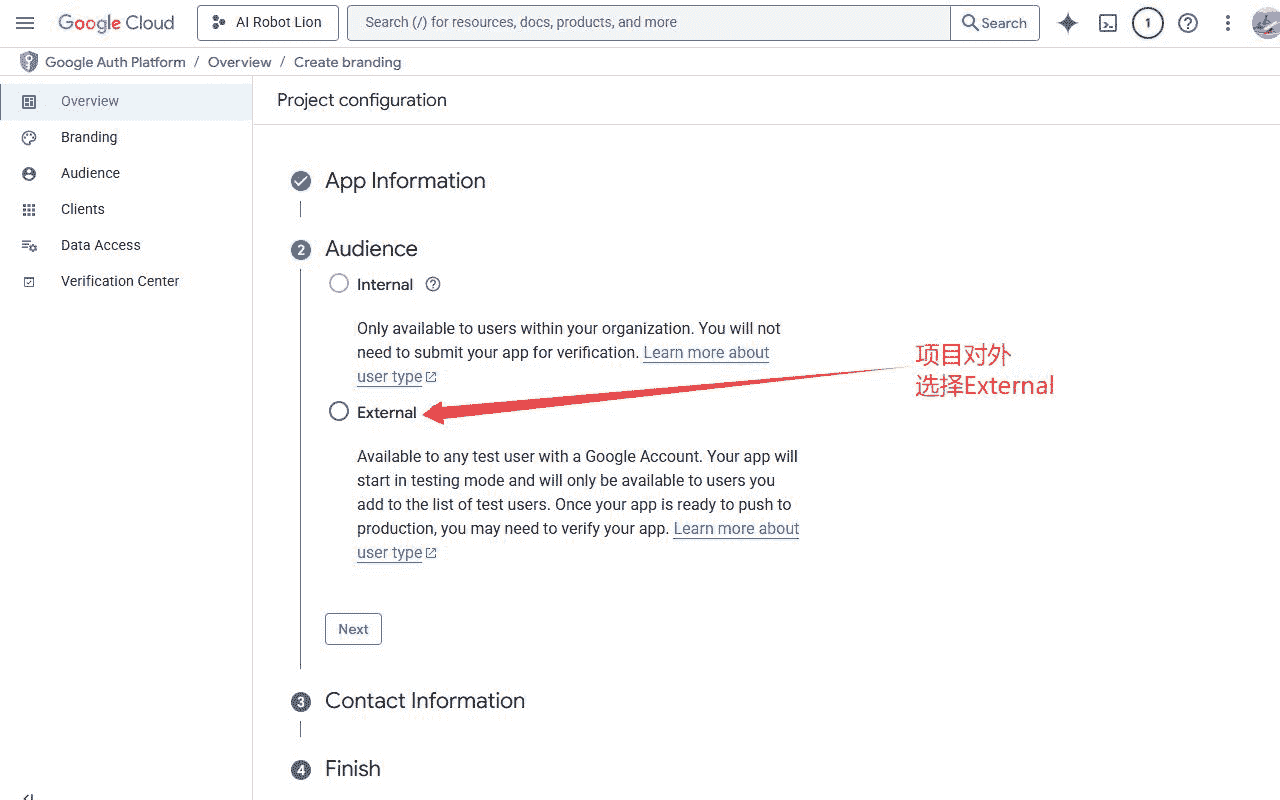 Google Cloud
AI Robot Lion
Search (/) for resources, docs, products, and more
Search
1
Google Auth Platform / Overview / Create branding
Overview
Branding
Audience
Clients
Data Access
Verification Center
Project configuration
App Information
2 Audience
Internal
Only available to users within your organization. You will not
need to submit your app for verification. Learn more about
user type
External
Available to any test user with a Google Account. Your app will
start in testing mode and will only be available to users you
add to the list of test users. Once your app is ready to push to
production, you may need to verify your app. Learn more about
user type
Next
3 Contact Information
4 Finish
项目对外
选择External